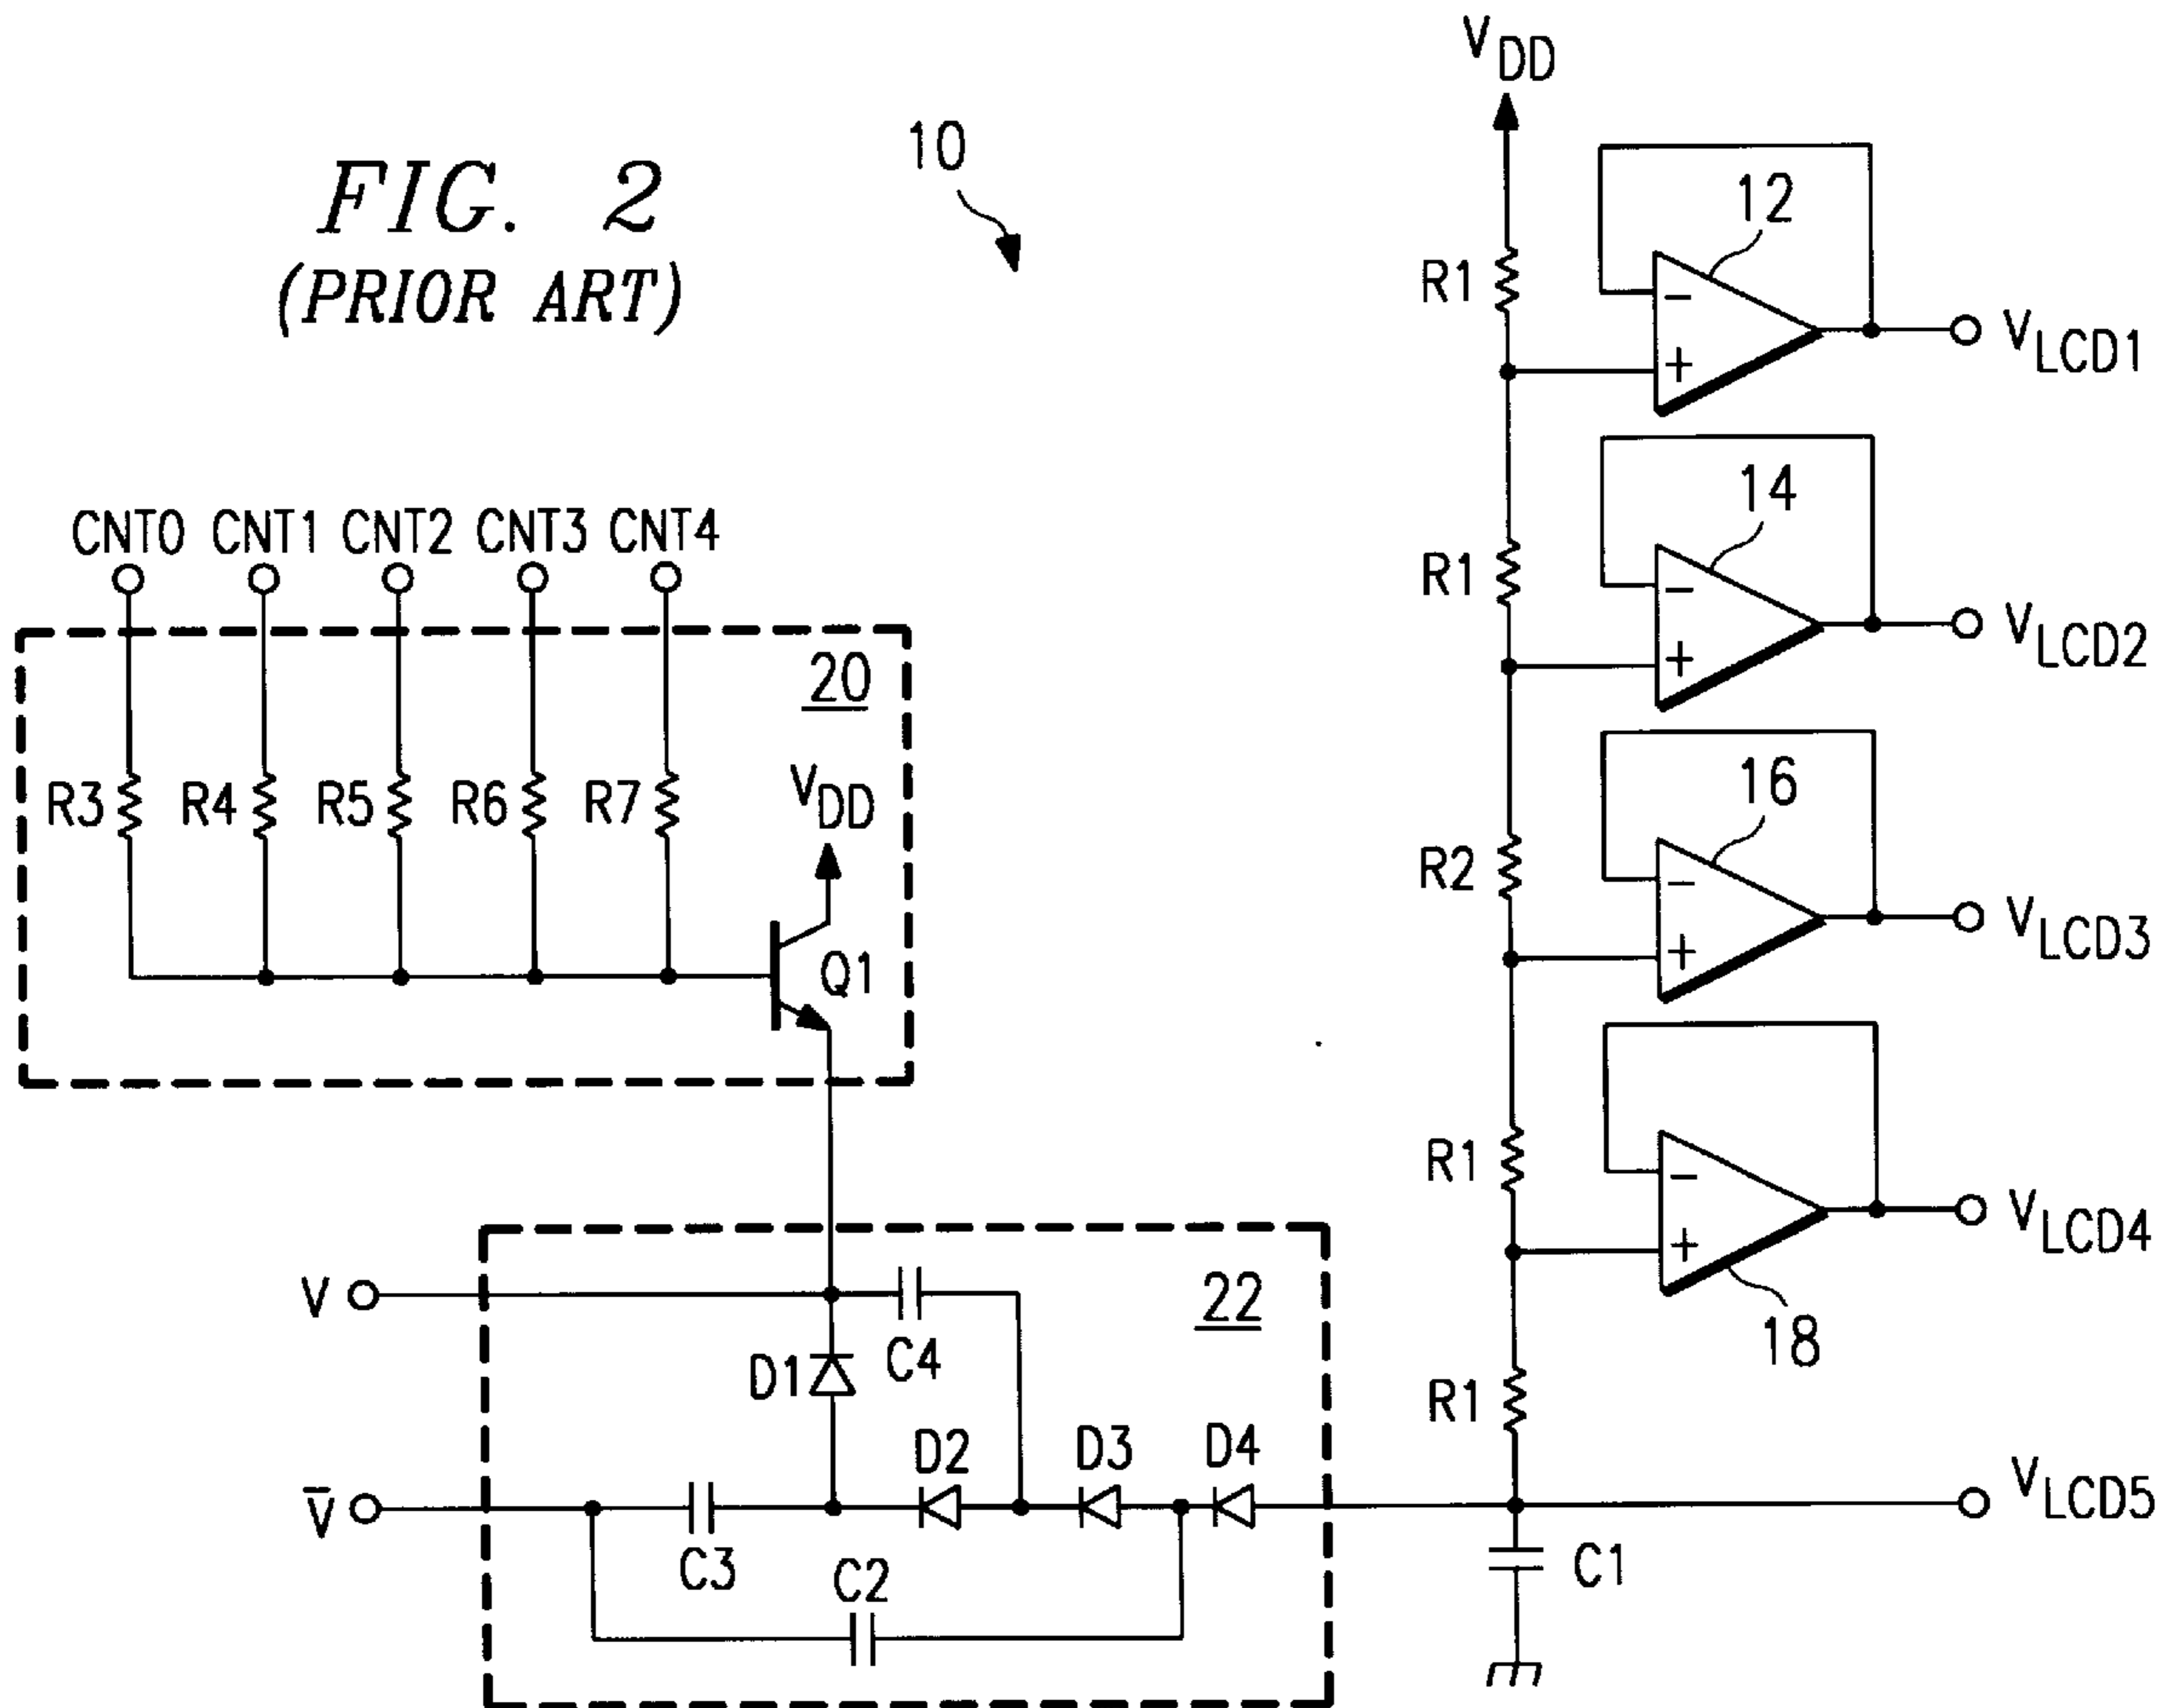 FIG. 2
(PRIOR ART)
10
VDD
R1
12
-
+
VLCD1
R1
14
-
+
VLCD2
R2
16
-
+
VLCD3
R1
-
+
18
VLCD4
R1
VLCD5
C1
CNT0 CNT1 CNT2 CNT3 CNT4
20
R3 R4 R5 R6 R7
VDD
Q1
V
22
D1
C4
V̅
C3
D2 D3 D4
C2